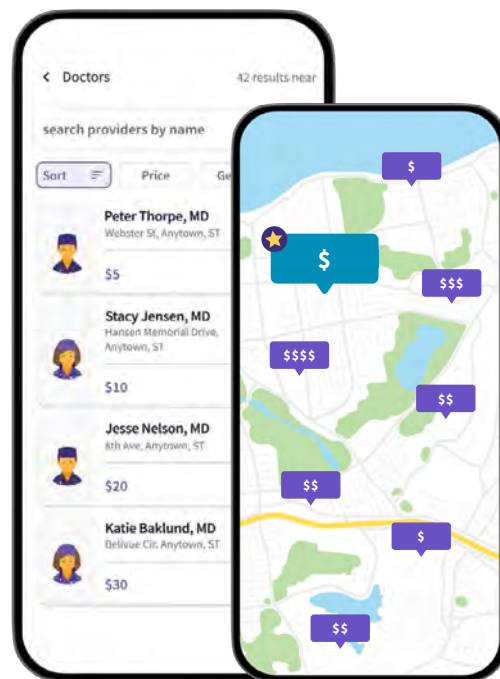 Doctors
42 results near
search providers by name
Sort
Price
Ge
Peter Thorpe, MD
Webster St, Anytown, ST
$5
Stacy Jensen, MD
Hansen Memorial Drive,
Anytown, ST
$10
Jesse Nelson, MD
8th Ave, Anytown, ST
$20
Katie Baklund, MD
Bellvue Cir, Anytown, ST
$30
$
$
$$$
$$$$
$$
$$
$
$$